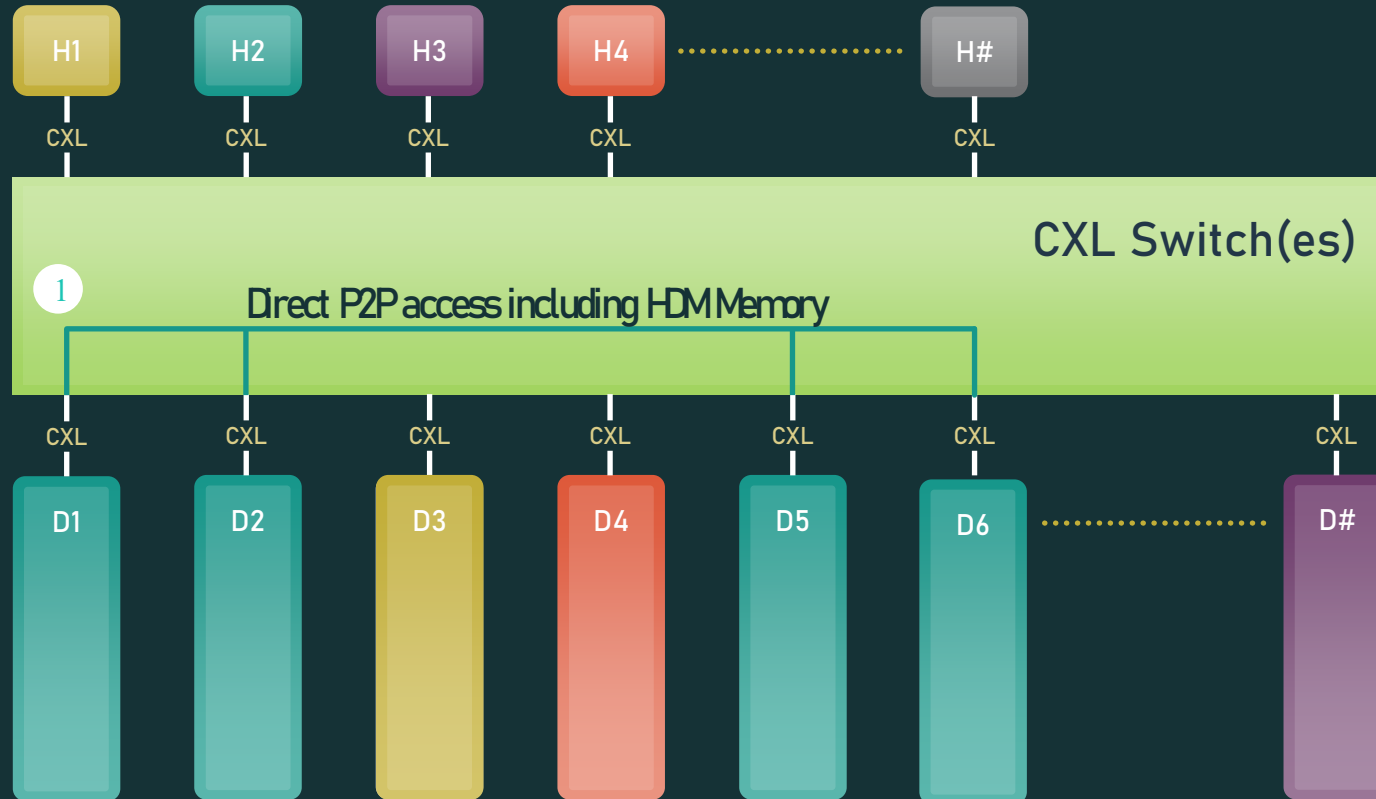 H1 H2 H3 H4 H#
CXL CXL CXL CXL CXL
CXL Switch(es)
1
Direct P2P access including HDM Memory
CXL CXL CXL CXL CXL CXL CXL
D1 D2 D3 D4 D5 D6 D#